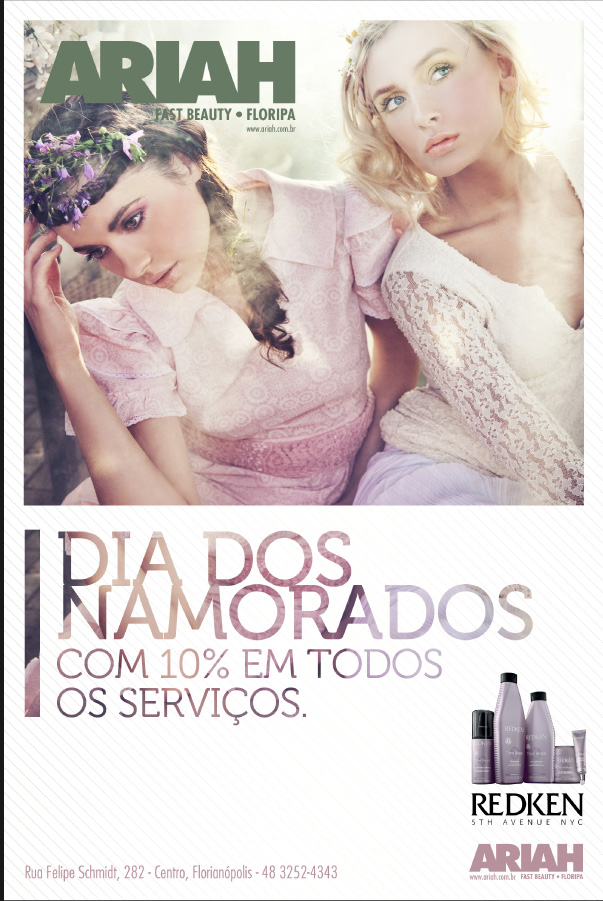 ARIAH
FAST BEAUTY • FLORIPA
www.ariah.com.br
DIA DOS
NAMORADOS
COM 10% EM TODOS
OS SERVIÇOS.
REDKEN
REDKEN
REDKEN
5TH AVENUE NYC
ARIAH
www.ariah.com.br FAST BEAUTY • FLORIPA
Rua Felipe Schmidt, 282 - Centro, Florianópolis - 48 3252-4343